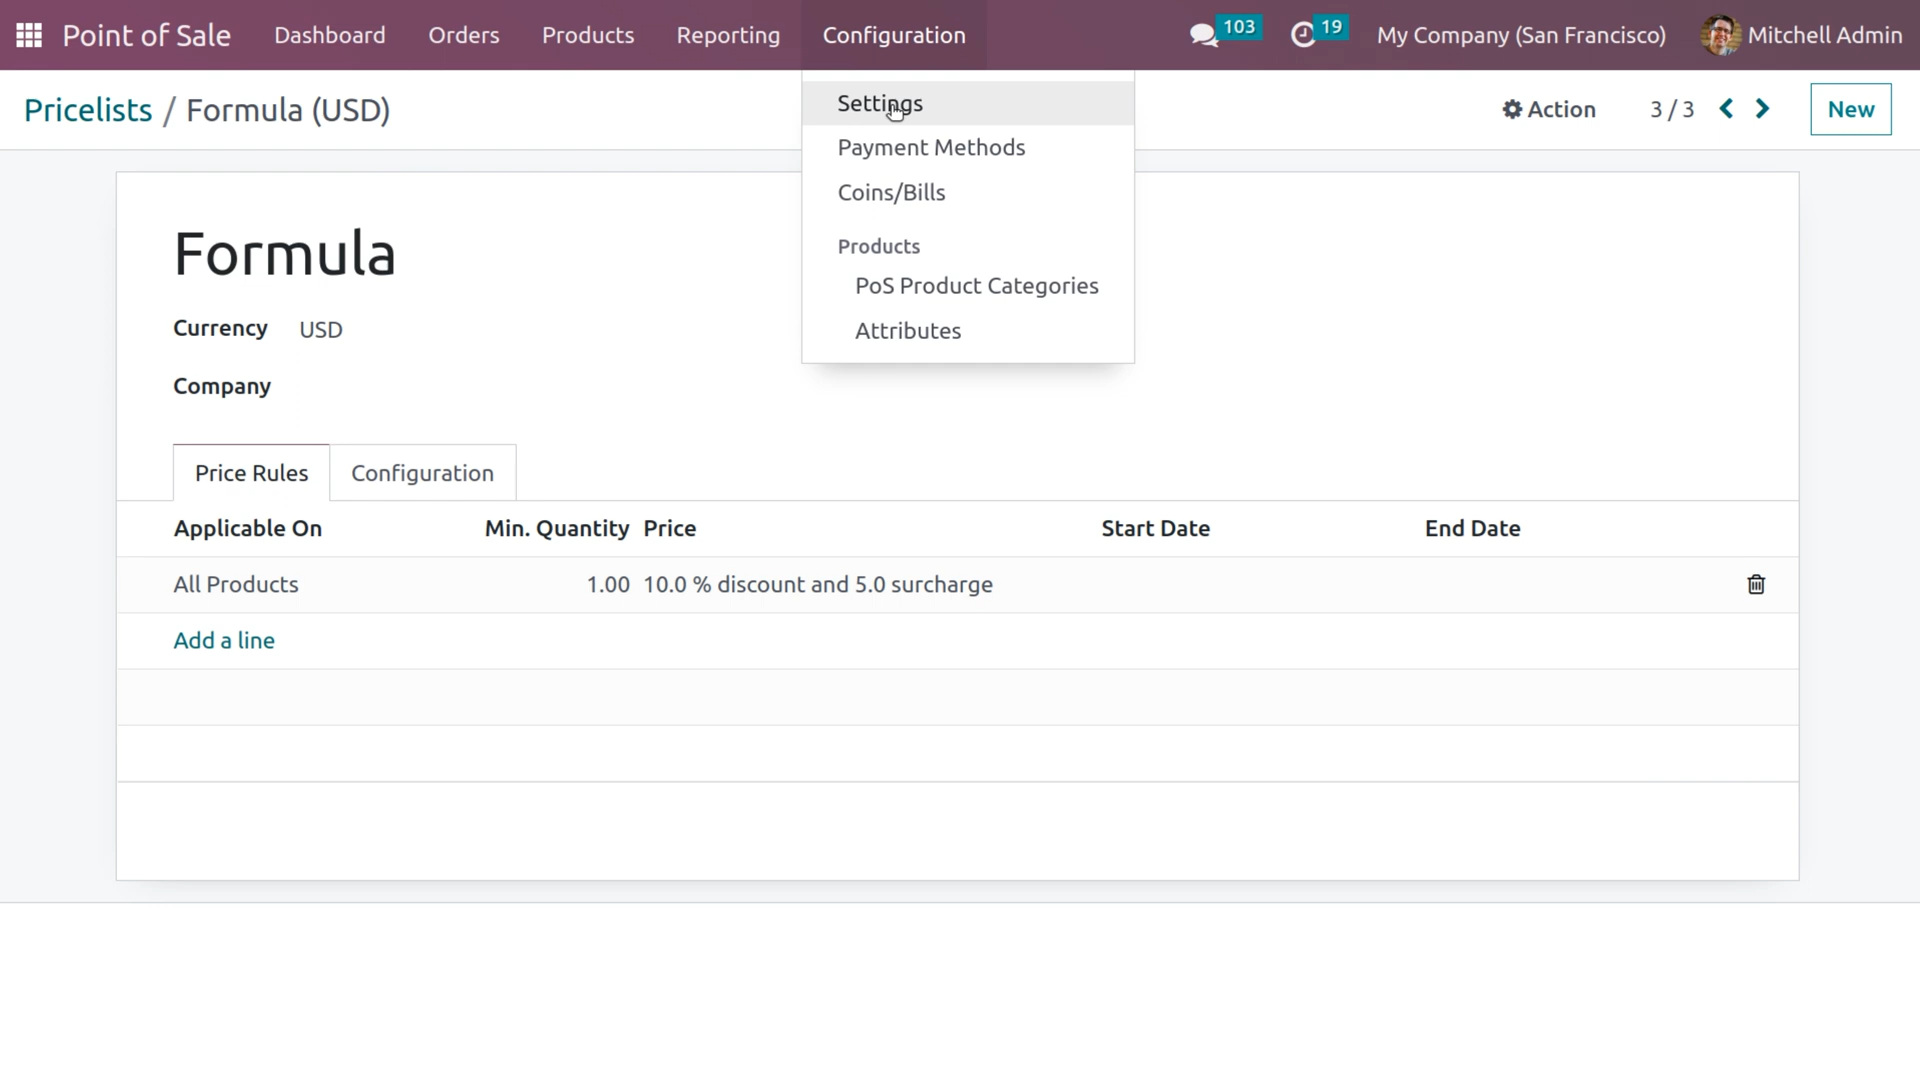 Point of Sale Dashboard Orders Products Reporting Configuration 103 19 My Company (San Francisco) Mitchell Admin
Pricelists / Formula (USD)
Settings
Payment Methods
Coins/Bills
Products
PoS Product Categories
Attributes
Action 3 / 3 New
Formula
Currency USD
Company
Price Rules Configuration
Applicable On Min. Quantity Price Start Date End Date
All Products 1.00 10.0 % discount and 5.0 surcharge
Add a line